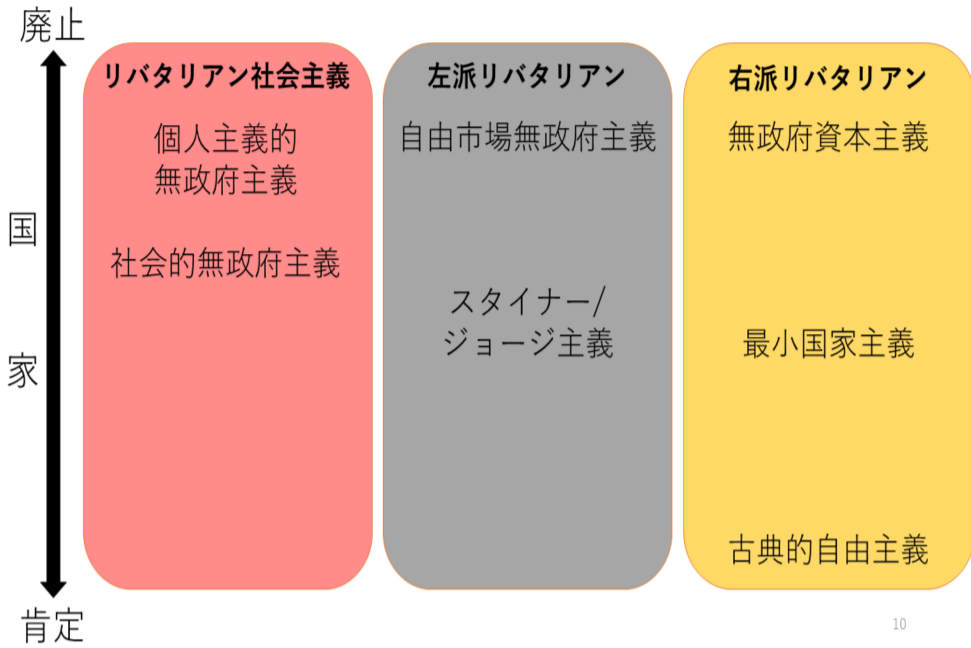 廃止
国
家
肯定
リバタリアン社会主義
個人主義的
無政府主義
社会的無政府主義
左派リバタリアン
自由市場無政府主義
スタイナー/
ジョージ主義
右派リバタリアン
無政府資本主義
最小国家主義
古典的自由主義
10